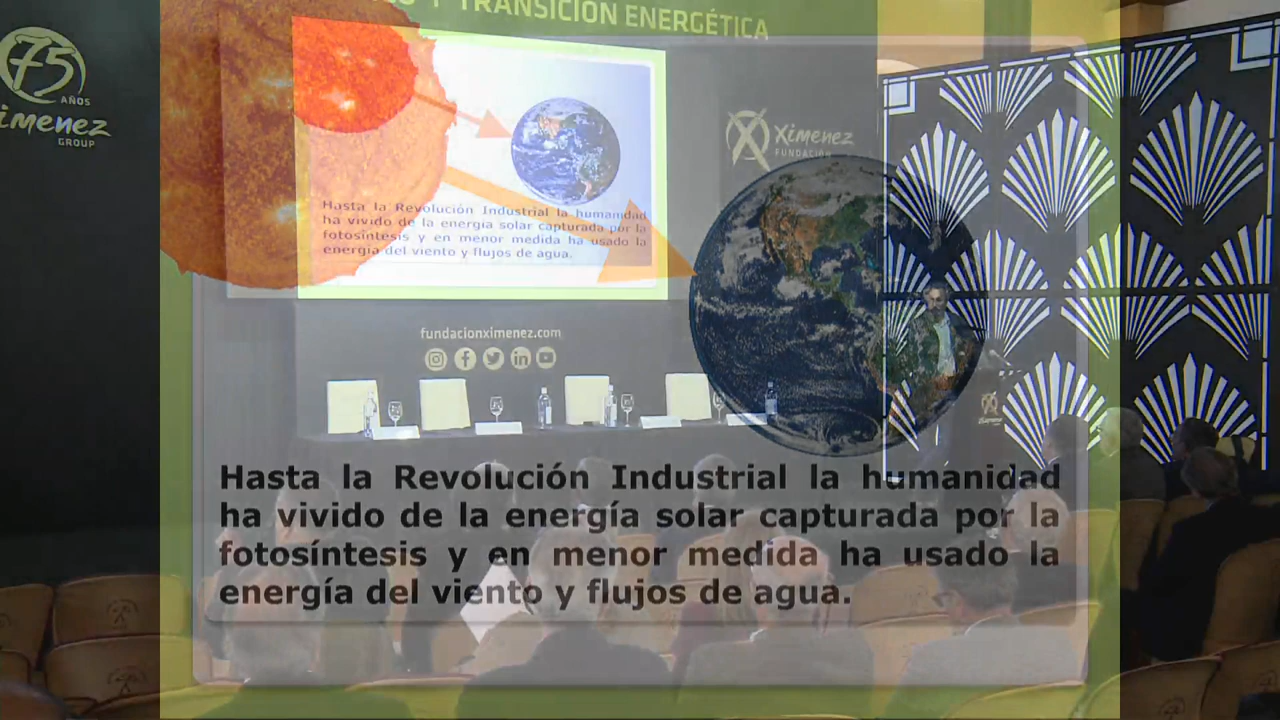 Y TRANSICIÓN ENERGÉTICA
75
AÑOS
Ximenez
GROUP
Ximenez
FUNDACIÓN
Hasta la Revolución Industrial la humanidad
ha vivido de la energía solar capturada por la
fotosíntesis y en menor medida ha usado la
energía del viento y flujos de agua.
fundacionximenez.com
Hasta la Revolución Industrial la humanidad
ha vivido de la energía solar capturada por la
fotosíntesis y en menor medida ha usado la
energía del viento y flujos de agua.